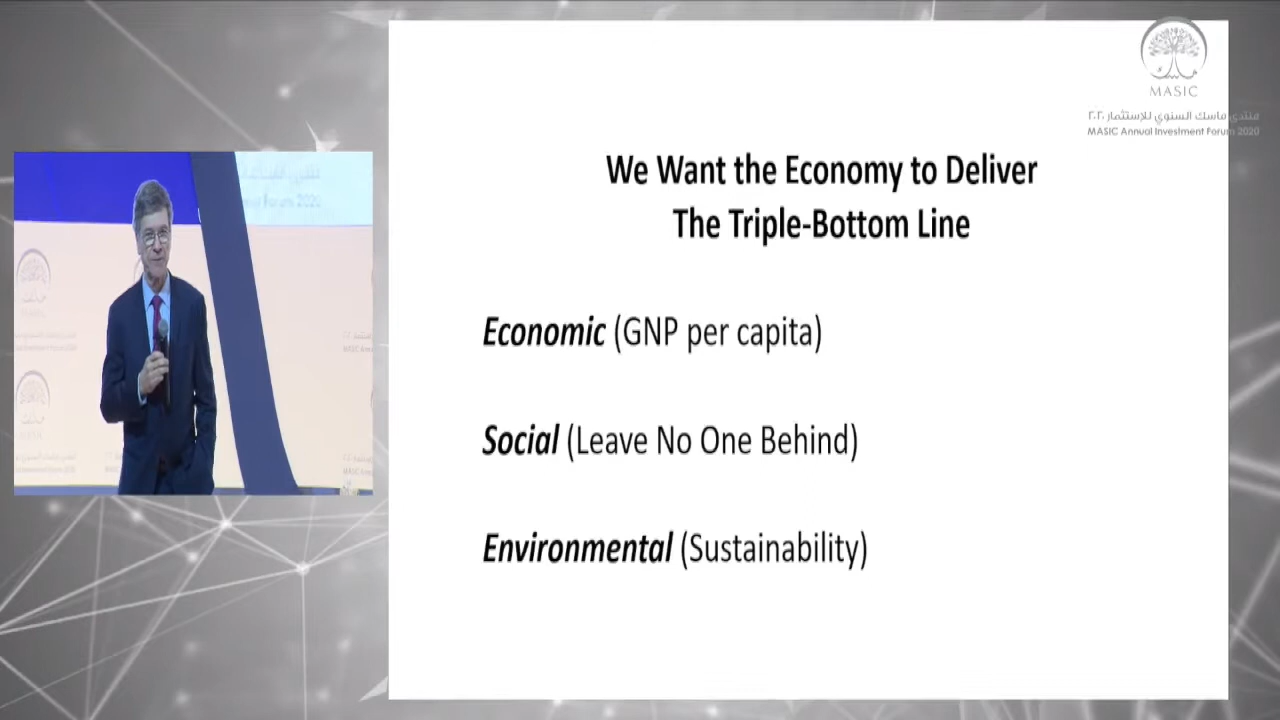 MASIC
منتدى ماسك السنوي للإستثمار ٢٠٢٠
MASIC Annual Investment Forum 2020
We Want the Economy to Deliver
The Triple-Bottom Line
Economic (GNP per capita)
Social (Leave No One Behind)
Environmental (Sustainability)